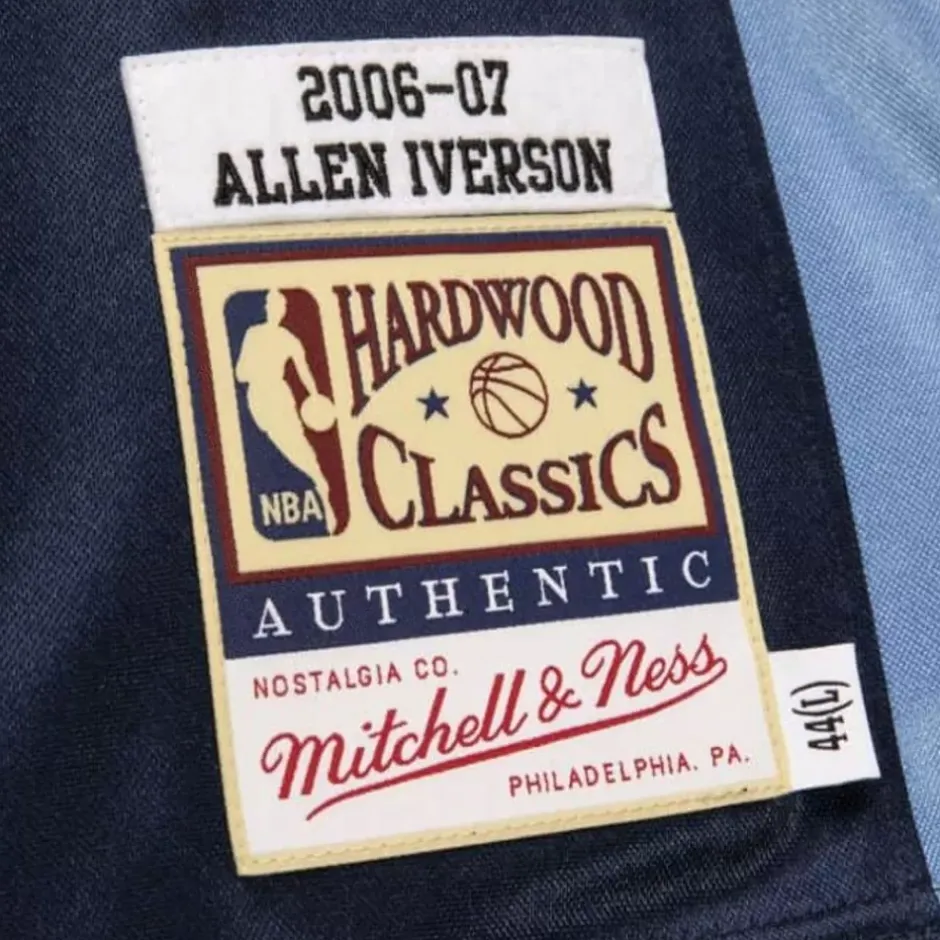 2006-07
ALLEN IVERSON
HARDWOOD
CLASSICS
NBA
AUTHENTIC
NOSTALGIA CO.
Mitchell & Ness
PHILADELPHIA. PA.
44(L)